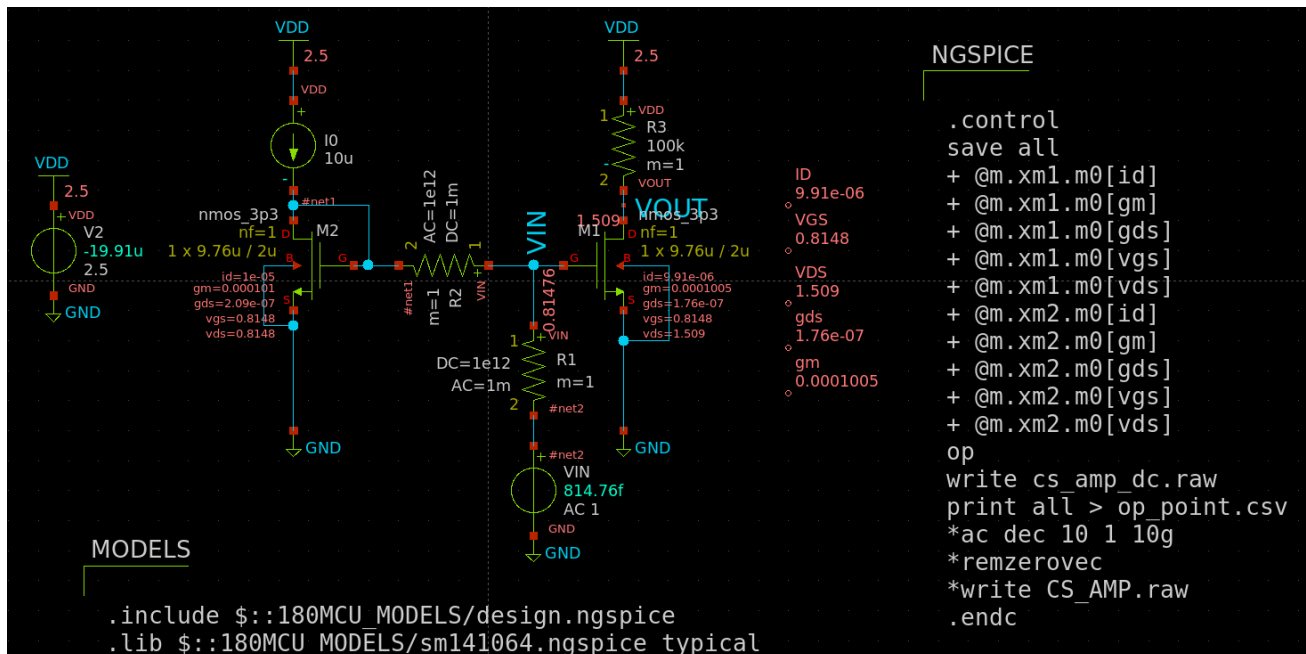 VDD
2.5
VDD
+
I0
10u
-
#net1
VDD
2.5
+ VDD
V2
-19.91u
2.5
GND
GND
nmos_3p3
nf=1
1 x 9.76u / 2u
M2
D
B
G
S
id=1e-05
gm=0.000101
gds=2.09e-07
vgs=0.8148
vds=0.8148
GND
AC=1e12
DC=1m
2
1
#net1
m=1
R2
VIN +
VIN
0.81476
VDD
2.5
1
+ VDD
R3
100k
m=1
-
2
VOUT
VOUT
1.509
nmos_3p3
M1
nf=1
1 x 9.76u / 2u
D
G
B
S
id=9.91e-06
gm=0.0001005
gds=1.76e-07
vgs=0.8148
vds=1.509
GND
1
+ VIN
DC=1e12
R1
AC=1m
m=1
2
#net2
+ #net2
VIN
814.76f
AC 1
GND
GND
ID
9.91e-06
VGS
0.8148
VDS
1.509
gds
1.76e-07
gm
0.0001005
NGSPICE
.control
save all
+ @m.xm1.m0[id]
+ @m.xm1.m0[gm]
+ @m.xm1.m0[gds]
+ @m.xm1.m0[vgs]
+ @m.xm1.m0[vds]
+ @m.xm2.m0[id]
+ @m.xm2.m0[gm]
+ @m.xm2.m0[gds]
+ @m.xm2.m0[vgs]
+ @m.xm2.m0[vds]
op
write cs_amp_dc.raw
print all > op_point.csv
*ac dec 10 1 10g
*remzerovec
*write CS_AMP.raw
.endc
MODELS
.include $::180MCU_MODELS/design.ngspice
.lib $::180MCU_MODELS/sm141064.ngspice typical